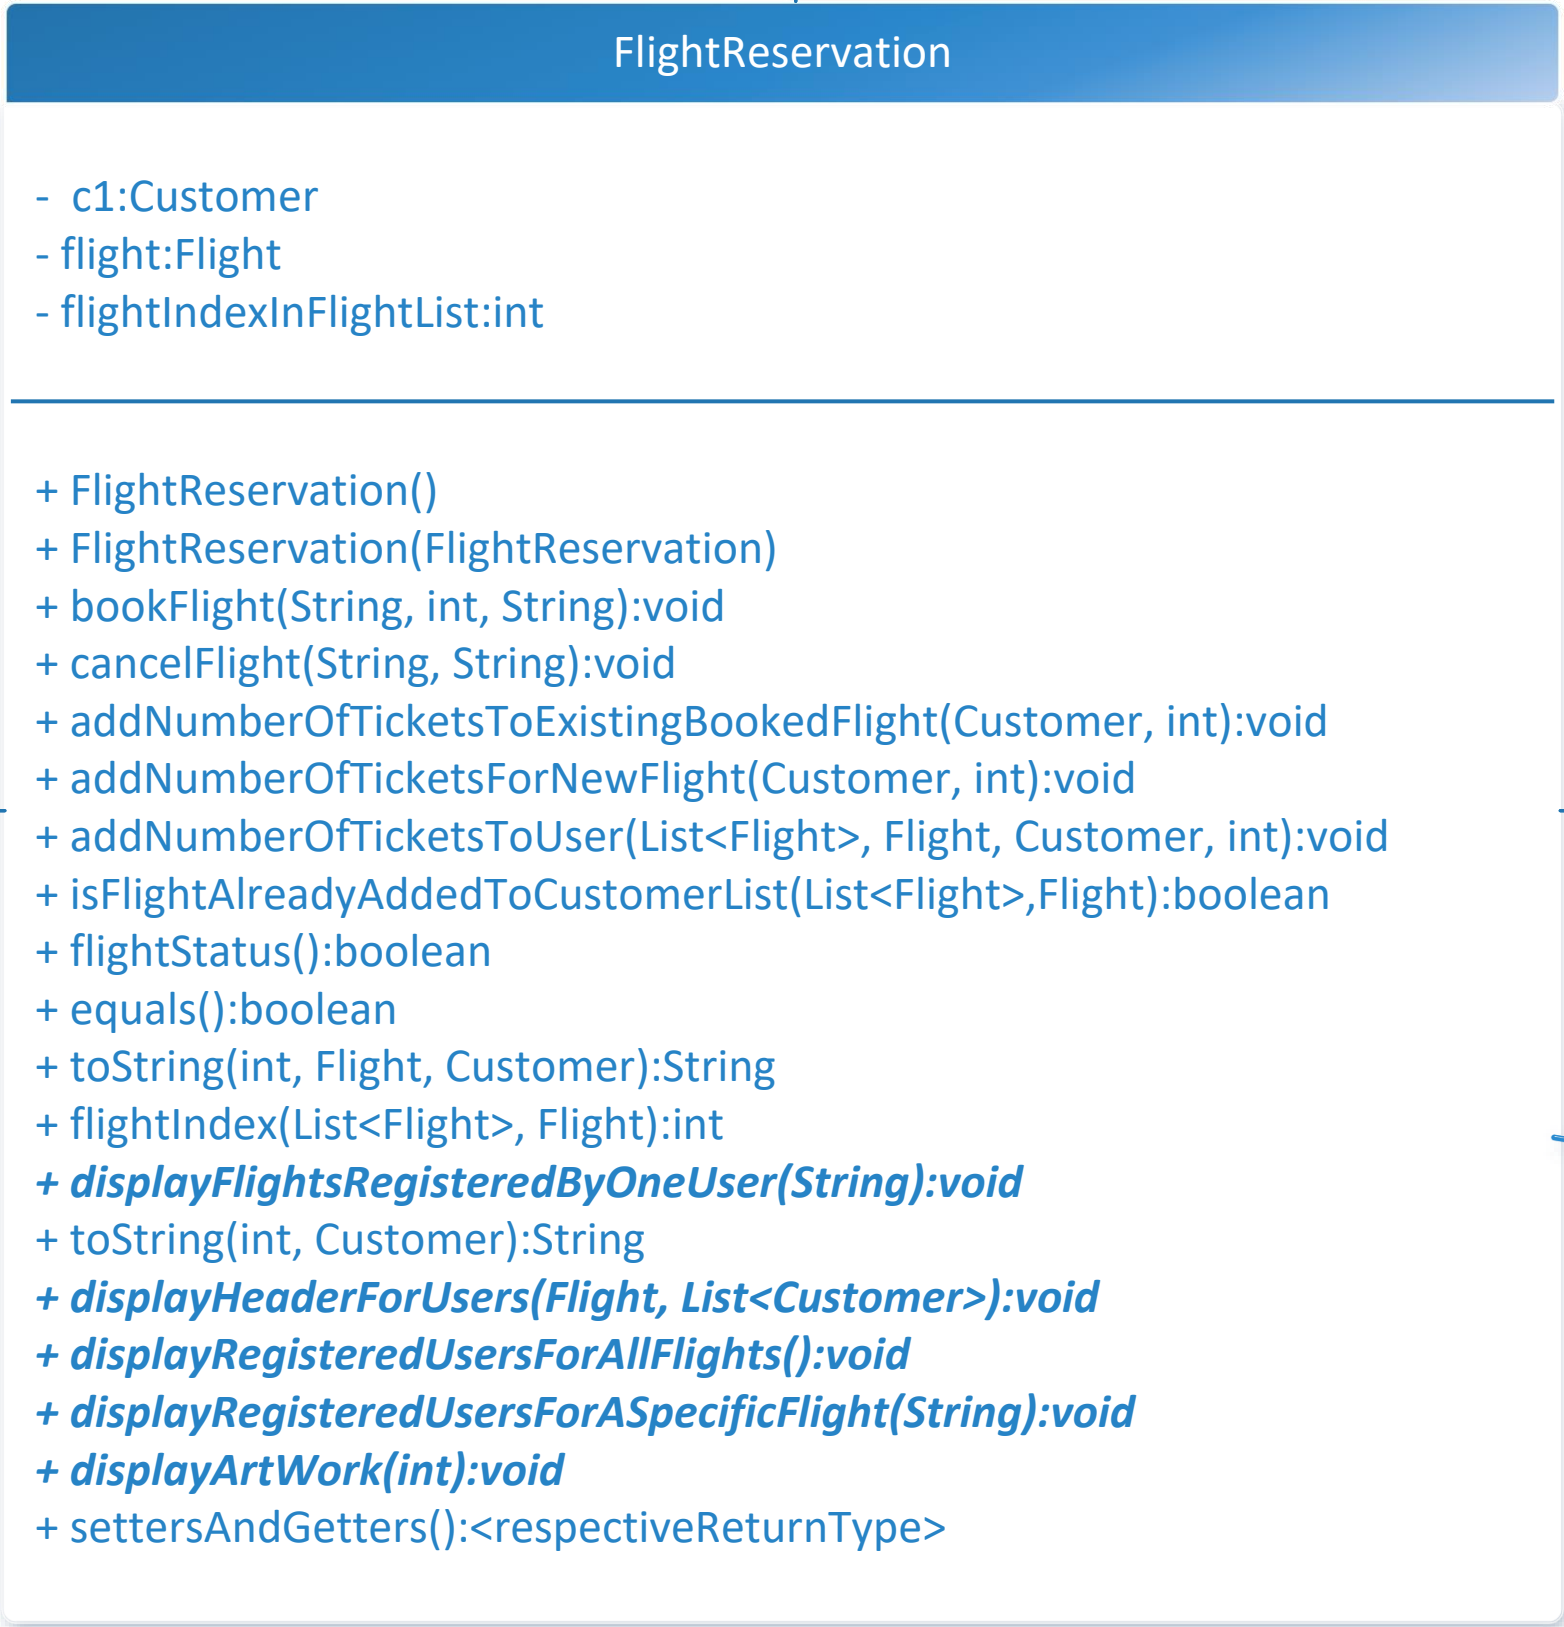 FlightReservation
- c1:Customer
- flight:Flight
- flightIndexInFlightList:int
+ FlightReservation()
+ FlightReservation(FlightReservation)
+ bookFlight(String, int, String):void
+ cancelFlight(String, String):void
+ addNumberOfTicketsToExistingBookedFlight(Customer, int):void
+ addNumberOfTicketsForNewFlight(Customer, int):void
+ addNumberOfTicketsToUser(List<Flight>, Flight, Customer, int):void
+ isFlightAlreadyAddedToCustomerList(List<Flight>,Flight):boolean
+ flightStatus():boolean
+ equals():boolean
+ toString(int, Flight, Customer):String
+ flightIndex(List<Flight>, Flight):int
+ displayFlightsRegisteredByOneUser(String):void
+ toString(int, Customer):String
+ displayHeaderForUsers(Flight, List<Customer>):void
+ displayRegisteredUsersForAllFlights():void
+ displayRegisteredUsersForASpecificFlight(String):void
+ displayArtWork(int):void
+ settersAndGetters():<respectiveReturnType>